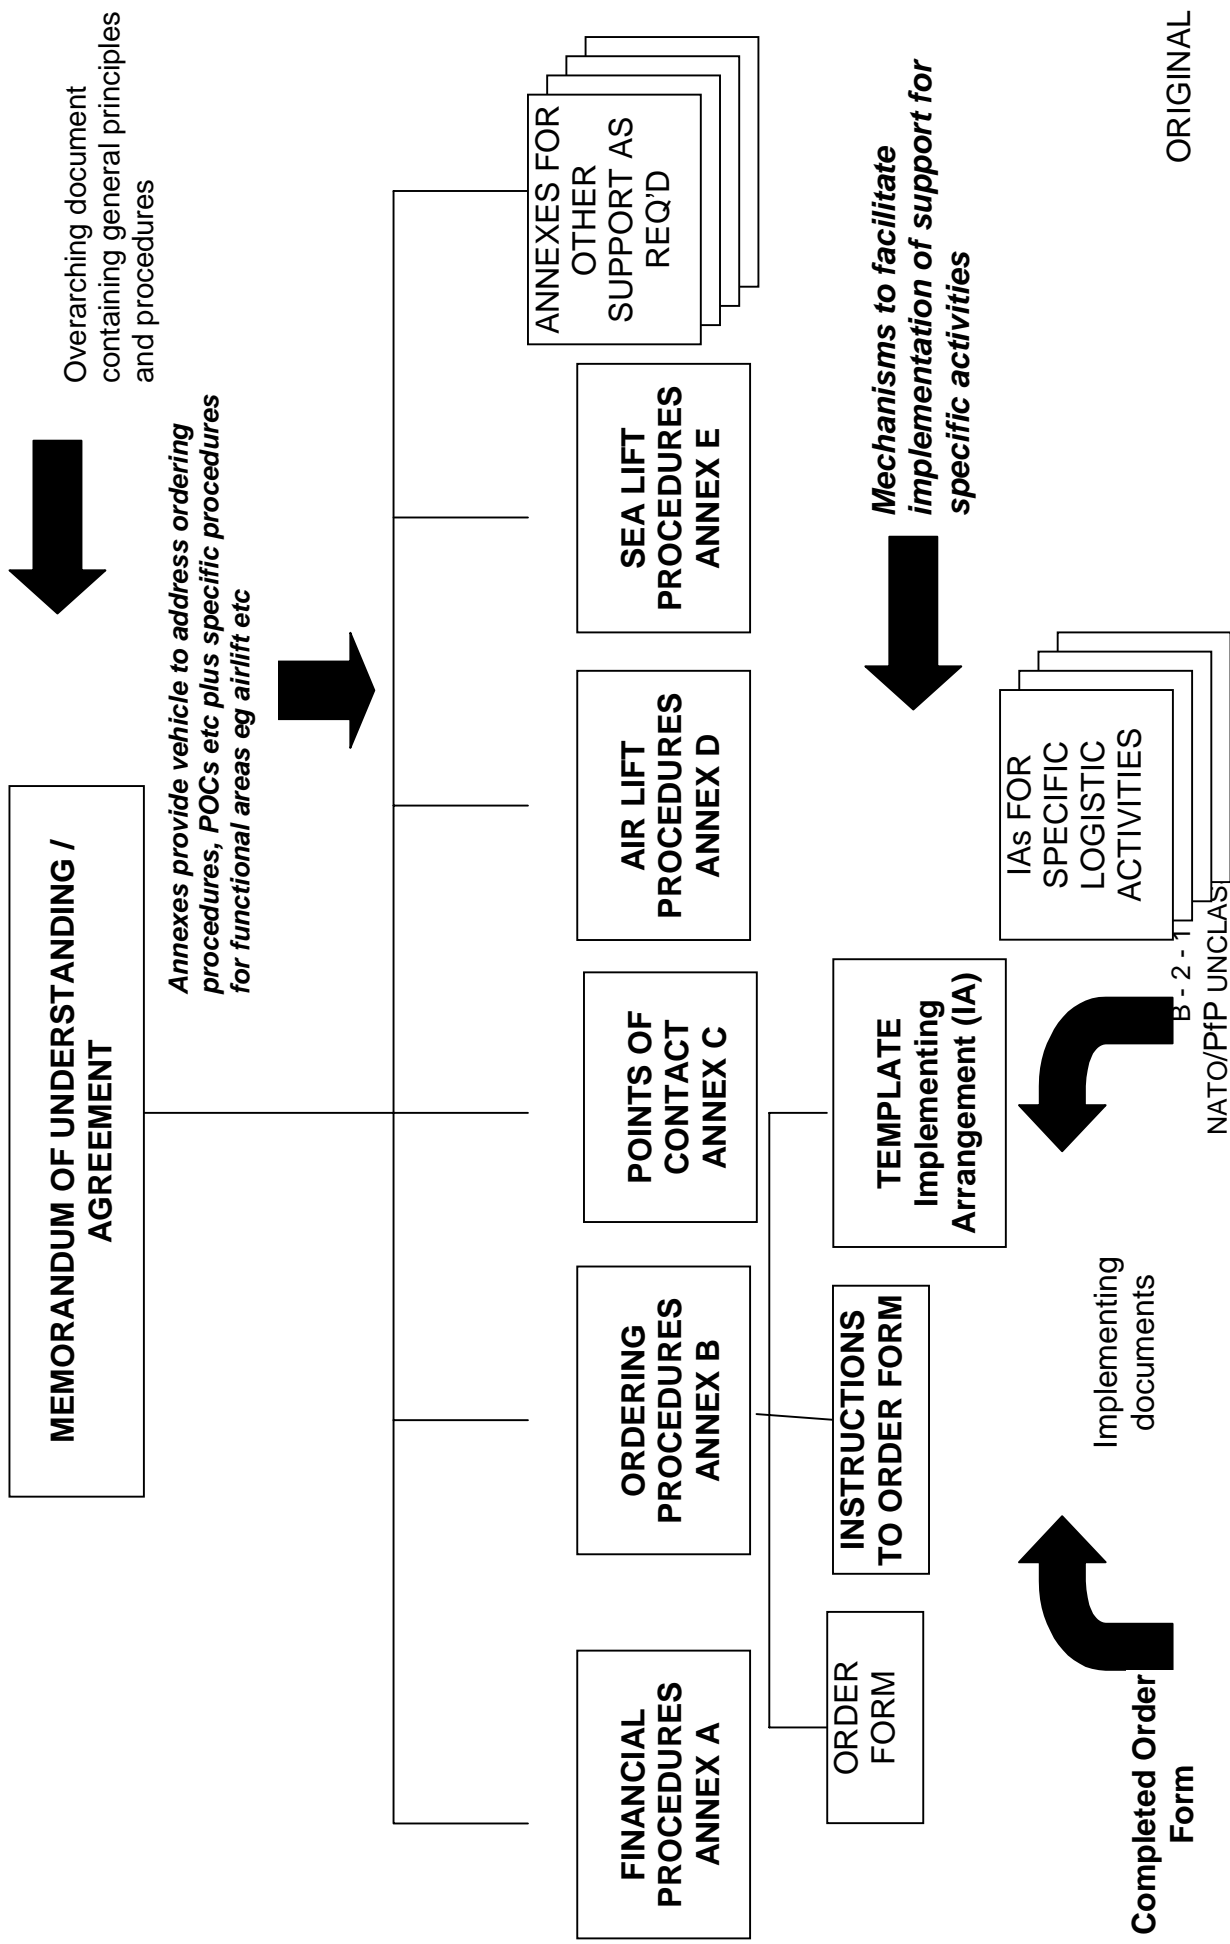 Overarching document
containing general principles
and procedures
MEMORANDUM OF UNDERSTANDING /
AGREEMENT
Annexes provide vehicle to address ordering
procedures, POCs etc plus specific procedures
for functional areas eg airlift etc
FINANCIAL
PROCEDURES
ANNEX A
ORDERING
PROCEDURES
ANNEX B
POINTS OF
CONTACT
ANNEX C
AIR LIFT
PROCEDURES
ANNEX D
SEA LIFT
PROCEDURES
ANNEX E
ANNEXES FOR
OTHER
SUPPORT AS
REQ'D
ORDER
FORM
INSTRUCTIONS
TO ORDER FORM
TEMPLATE
Implementing
Arrangement (IA)
Mechanisms to facilitate
implementation of support for
specific activities
IAs FOR
SPECIFIC
LOGISTIC
ACTIVITIES
Completed Order
Form
Implementing
documents
B - 2 - 1
NATO/PfP UNCLAS
ORIGINAL